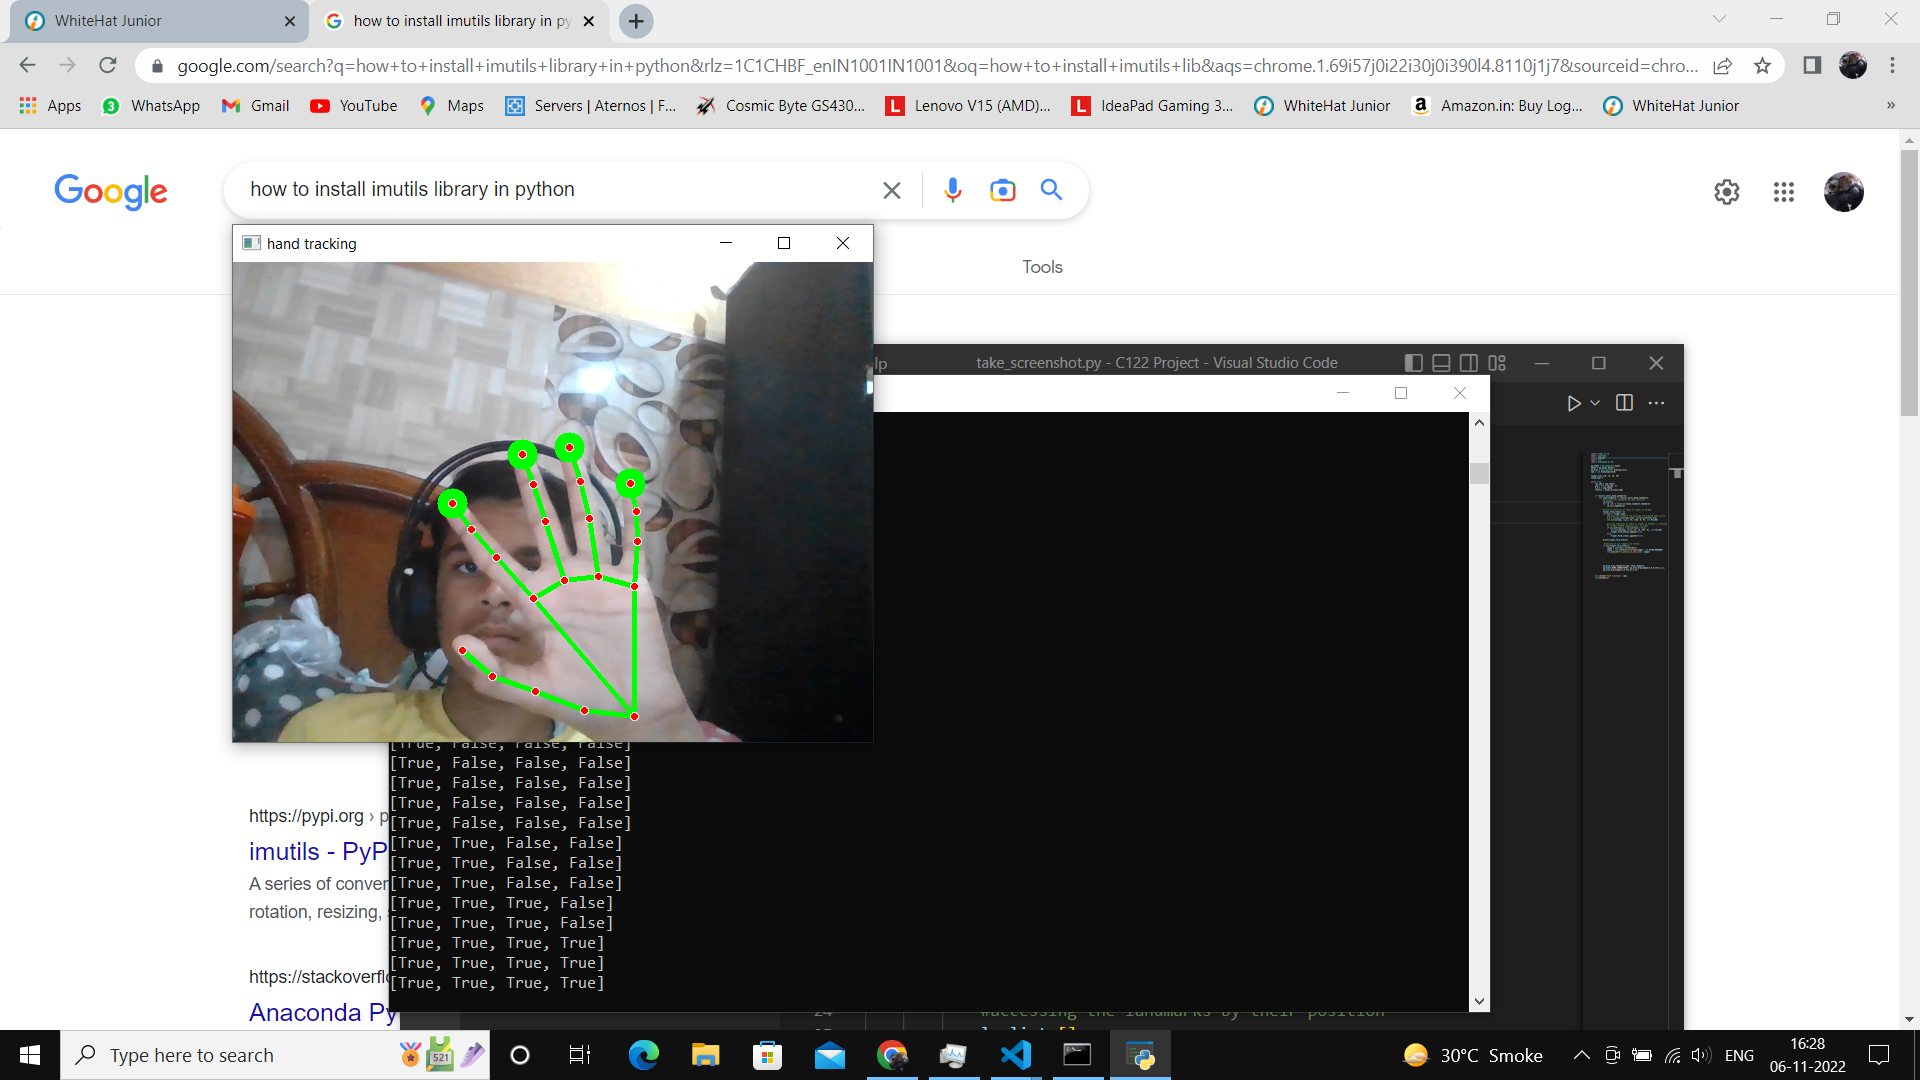 WhiteHat Junior
how to install imutils library in py
google.com/search?q=how+to+install+imutils+library+in+python&rlz=1C1CHBF_enIN1001IN1001&oq=how+to+install+imutils+lib&aqs=chrome.1.69i57j0i22i30j0i390l4.8110j1j7&sourceid=chro...
Apps
3 WhatsApp
Gmail
YouTube
Maps
Servers | Aternos | F...
Cosmic Byte GS430...
L Lenovo V15 (AMD)...
L IdeaPad Gaming 3...
WhiteHat Junior
a Amazon.in: Buy Log...
WhiteHat Junior
»
Google
how to install imutils library in python
hand tracking
Tools
lp
take_screenshot.py - C122 Project - Visual Studio Code
[True, False, False, False]
[True, False, False, False]
[True, False, False, False]
[True, False, False, False]
[True, False, False, False]
[True, True, False, False]
[True, True, False, False]
[True, True, False, False]
[True, True, True, False]
[True, True, True, False]
[True, True, True, True]
[True, True, True, True]
[True, True, True, True]
https://pypi.org › p
imutils - PyP
A series of conver
rotation, resizing,
https://stackoverflo
Anaconda Py
24 #accessing the landmarks by their position
Type here to search
521
30°C Smoke
ENG
16:28
06-11-2022